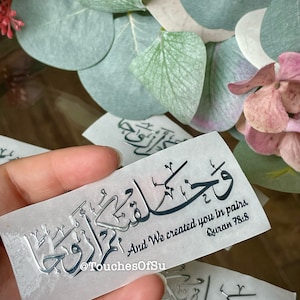 وَخَلَقْنَاكُمْ أَزْوَاجًا
And We created you in pairs.
Quran 78:8
@TouchesOfSu